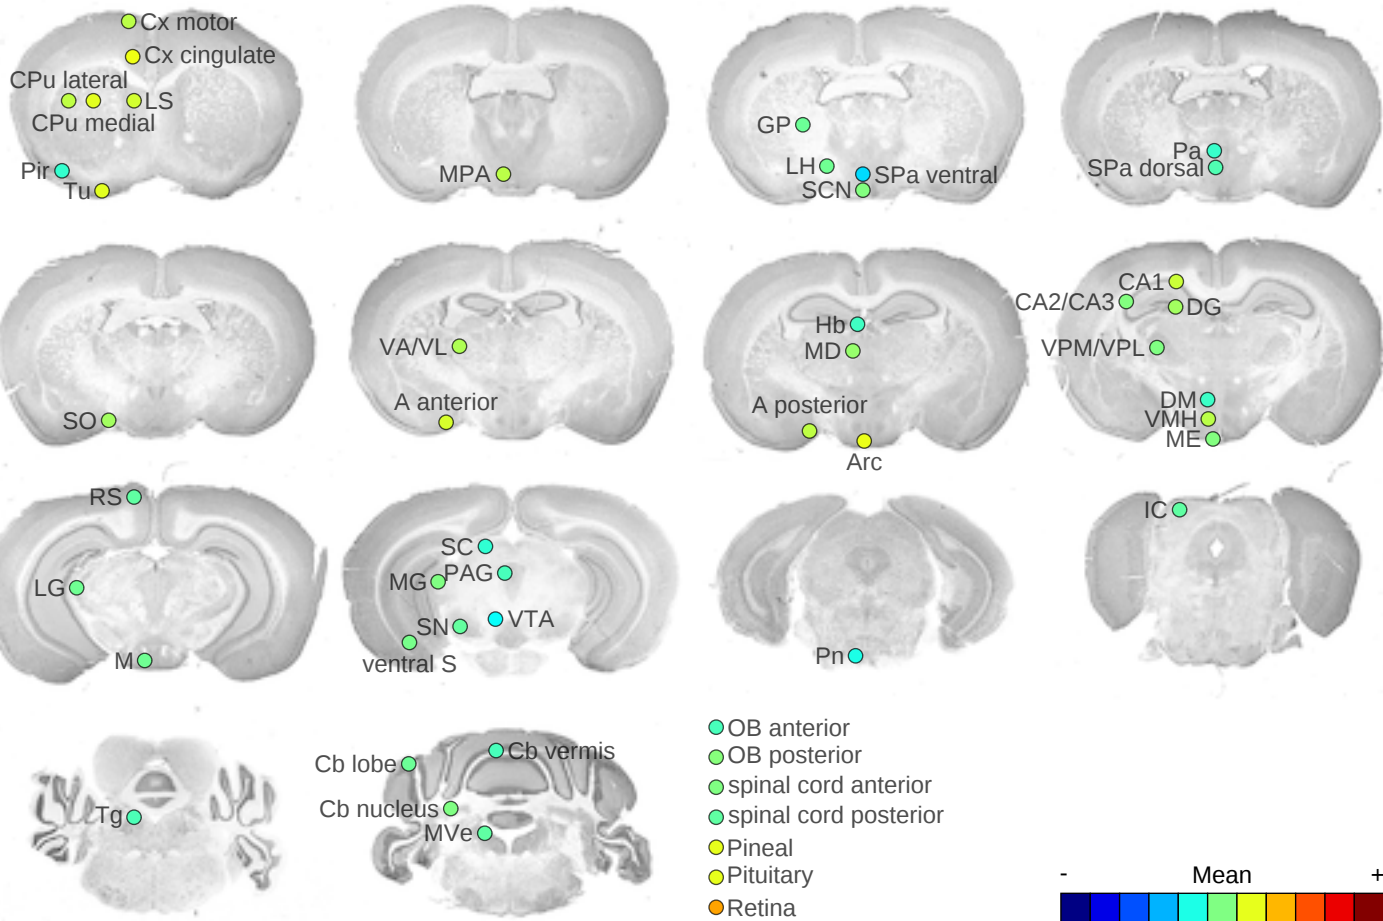 Cx motor
Cx cingulate
CPu lateral
LS
CPu medial
Pir
Tu
MPA
GP
LH
SPa ventral
SCN
Pa
SPa dorsal
SO
VA/VL
A anterior
Hb
MD
A posterior
Arc
CA1
CA2/CA3
DG
VPM/VPL
DM
VMH
ME
RS
LG
M
SC
MG
PAG
SN
VTA
ventral S
Pn
IC
Tg
Cb lobe
Cb vermis
Cb nucleus
MVe
OB anterior
OB posterior
spinal cord anterior
spinal cord posterior
Pineal
Pituitary
Retina
- Mean +